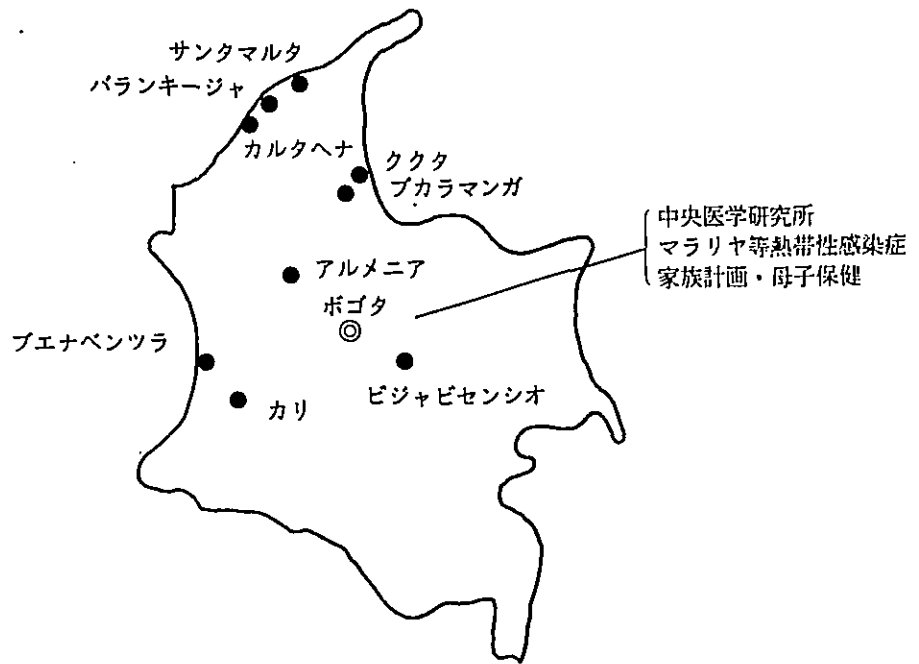 サンタマルタ
バランキージャ
カルタヘナ
ククタ
ブカラマンガ
中央医学研究所
マラリヤ等熱帯性感染症
家族計画・母子保健
アルメニア
ボゴタ
ブエナベンツラ
ビジャビセンシオ
カリ